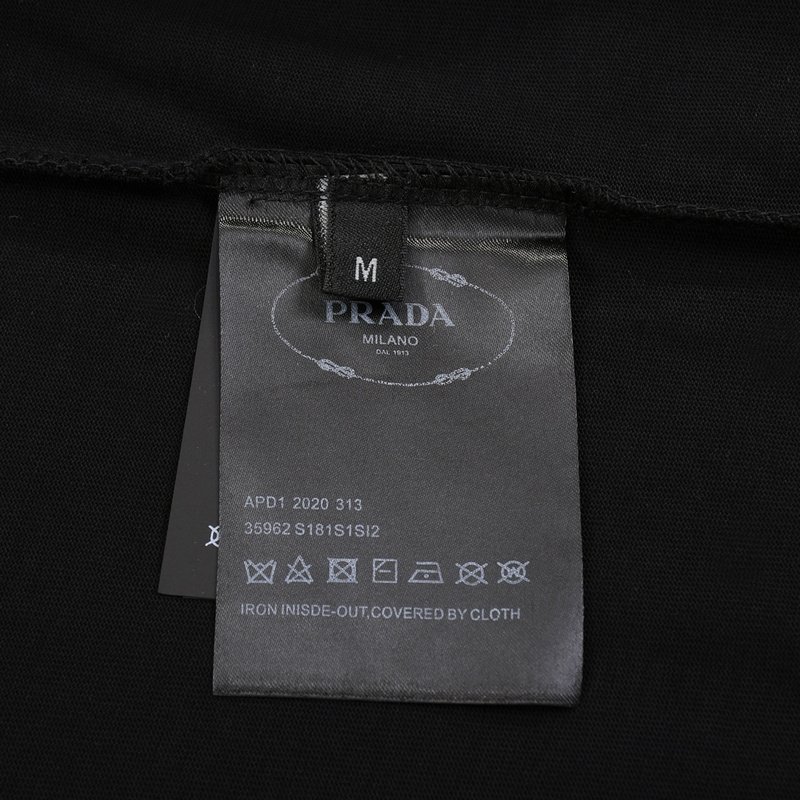 M
PRADA
MILANO
DAL 1913
APD1 2020 313
35962 S181S1SI2
IRON INISDE-OUT,COVERED BY CLOTH